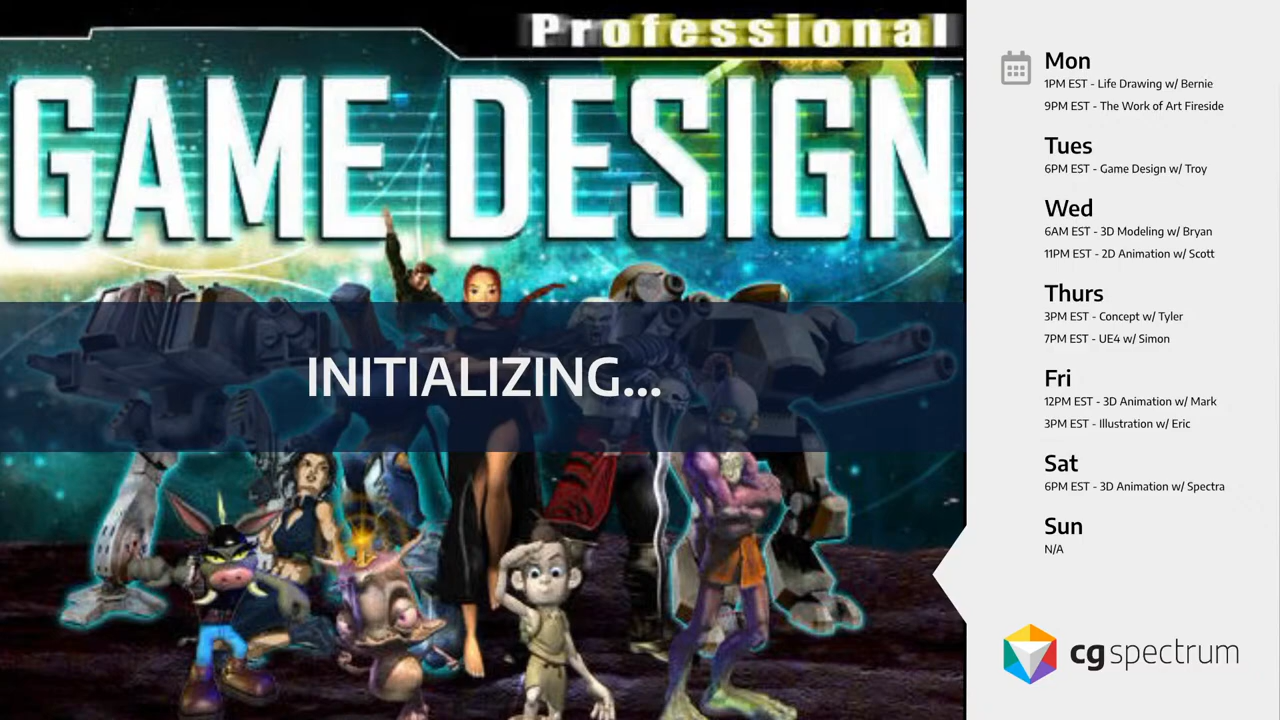 Professional
GAME DESIGN
INITIALIZING...
Mon
1PM EST - Life Drawing w/ Bernie
9PM EST - The Work of Art Fireside
Tues
6PM EST - Game Design w/ Troy
Wed
6AM EST - 3D Modeling w/ Bryan
11PM EST - 2D Animation w/ Scott
Thurs
3PM EST - Concept w/ Tyler
7PM EST - UE4 w/ Simon
Fri
12PM EST - 3D Animation w/ Mark
3PM EST - Illustration w/ Eric
Sat
6PM EST - 3D Animation w/ Spectra
Sun
N/A
cg spectrum